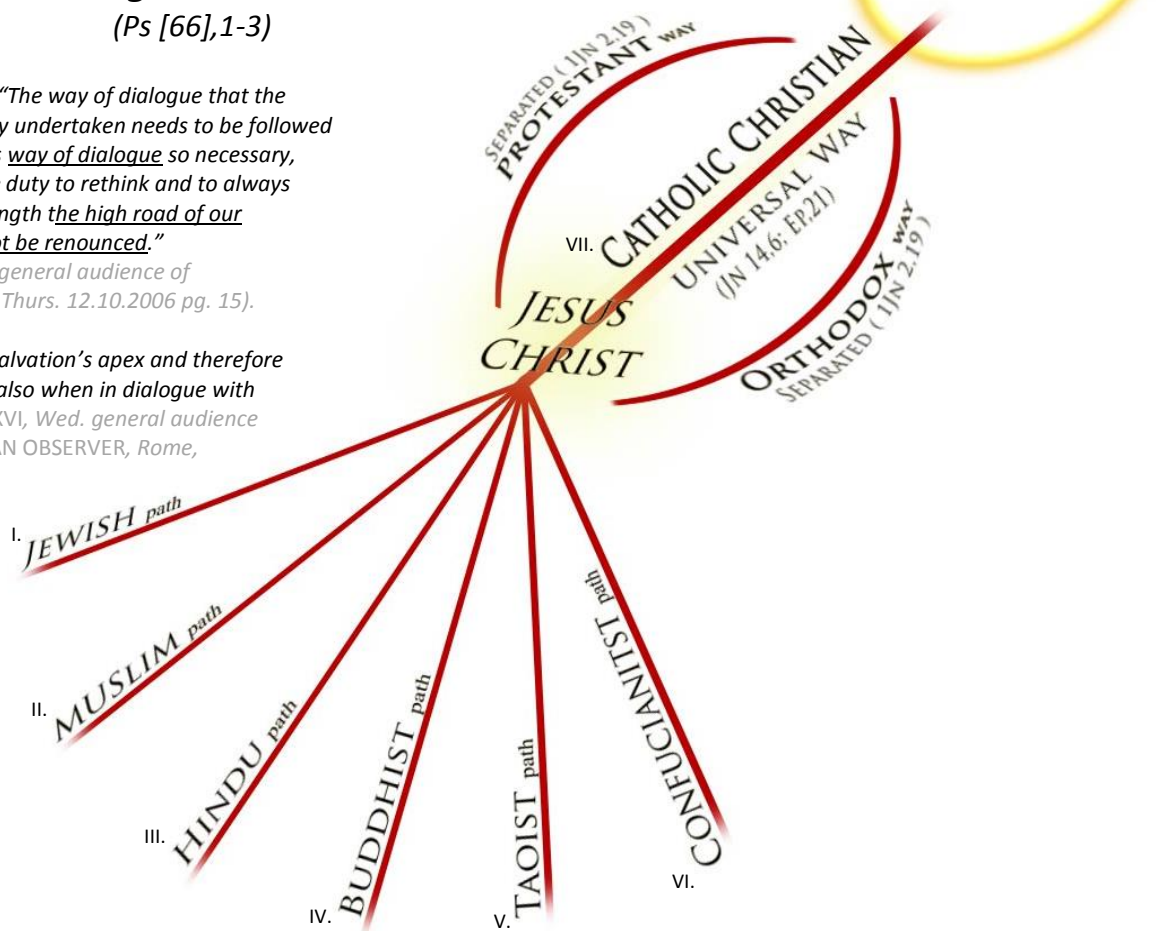 (Ps [66],1-3)
“The way of dialogue that the
y undertaken needs to be followed
way of dialogue so necessary,
duty to rethink and to always
ngth the high road of our
t be renounced.”
general audience of
Thurs. 12.10.2006 pg. 15).
alvation’s apex and therefore
also when in dialogue with
XVI, Wed. general audience
AN OBSERVER, Rome,
SEPARATED ( 1JN 2,19 )
PROTESTANT WAY
VII. CATHOLIC CHRISTIAN
UNIVERSAL WAY
(JN 14,6; EP,21)
ORTHODOX WAY
SEPARATED ( 1JN 2,19 )
JESUS
CHRIST
I. JEWISH path
II. MUSLIM path
III. HINDU path
IV. BUDDHIST path
V. TAOIST path
VI. CONFUCIANITST path